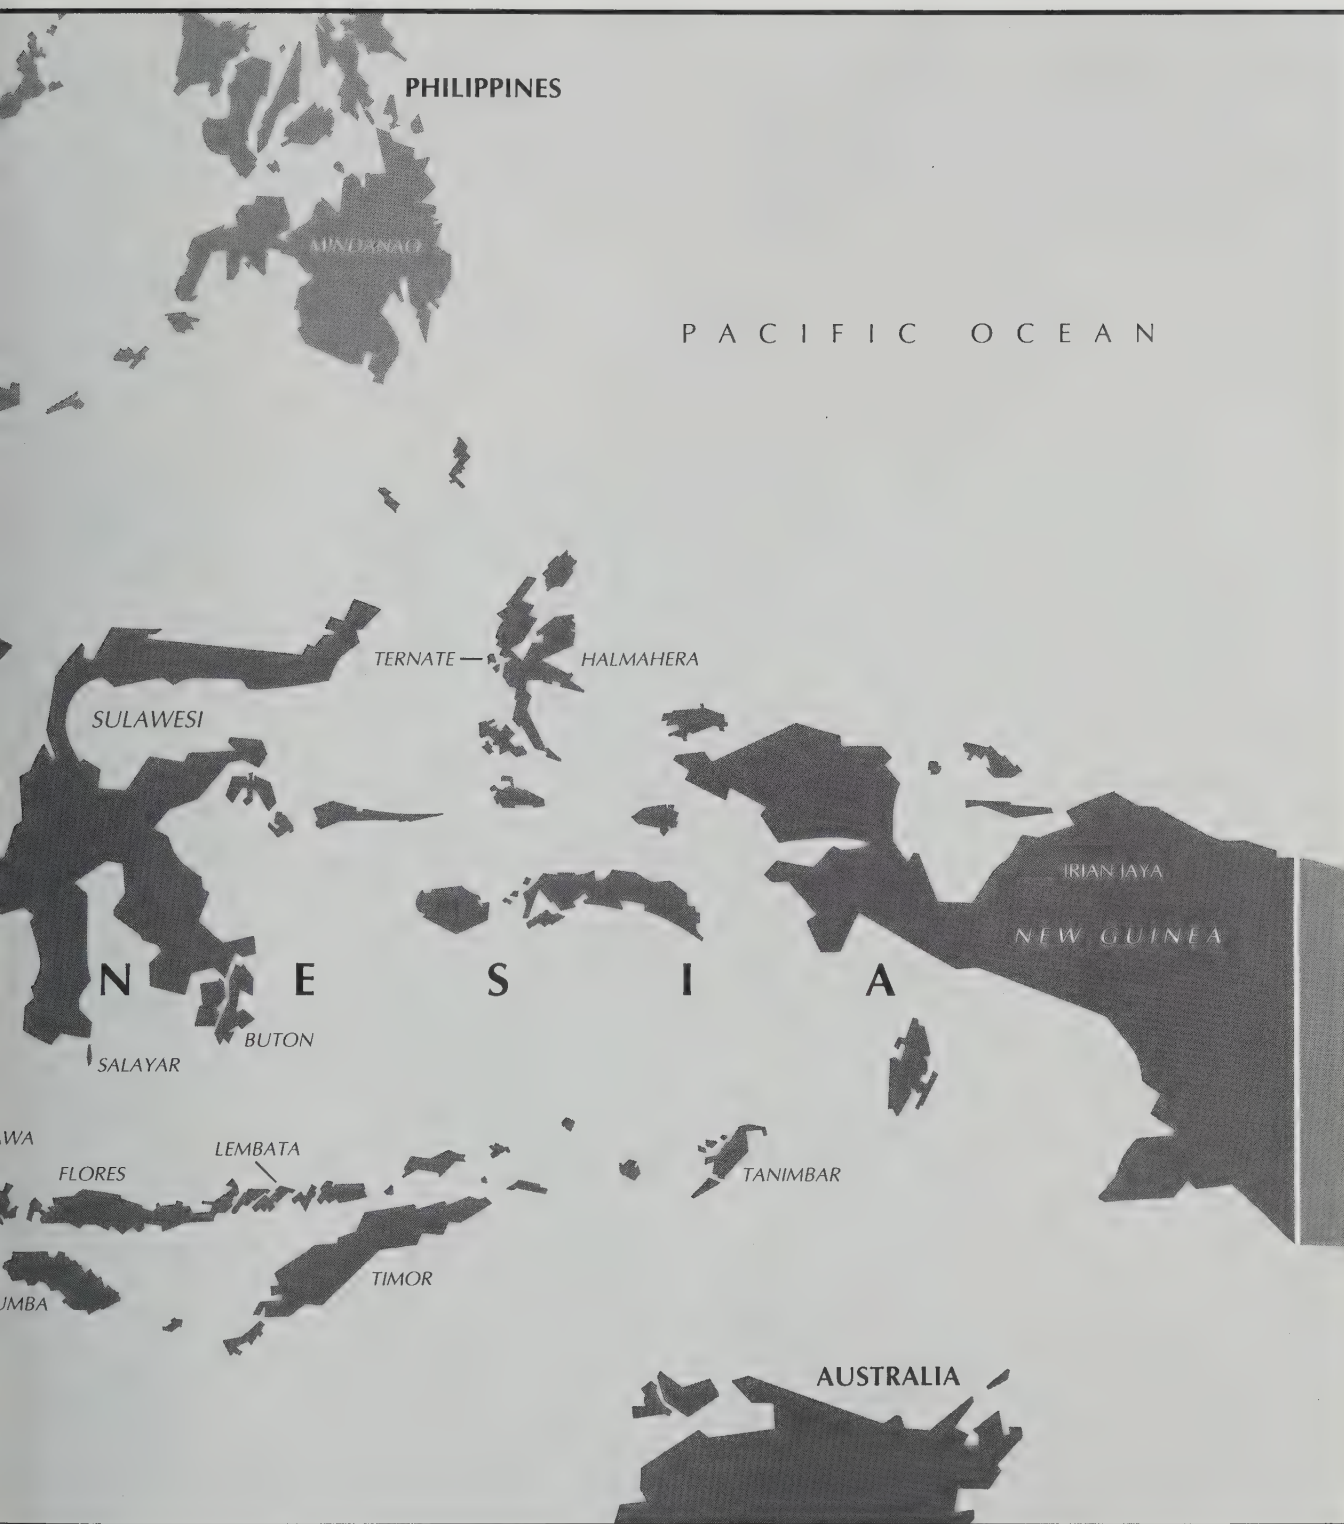 PHILIPPINES
MINDANAO
PACIFIC OCEAN
TERNATE
HALMAHERA
SULAWESI
IRIAN JAYA
NEW GUINEA
N E S I A
BUTON
SALAYAR
AWA
LEMBATA
FLORES
TANIMBAR
TIMOR
UMBA
AUSTRALIA